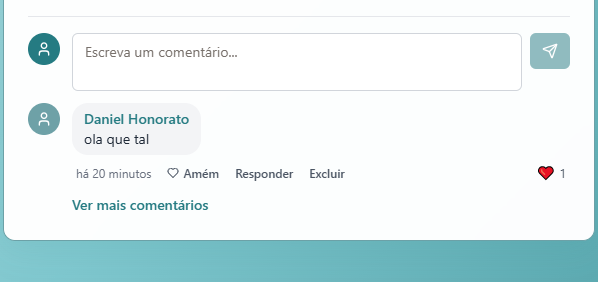 Escreva um comentário...
Daniel Honorato
ola que tal
há 20 minutos Amém Responder Excluir 1
Ver mais comentários